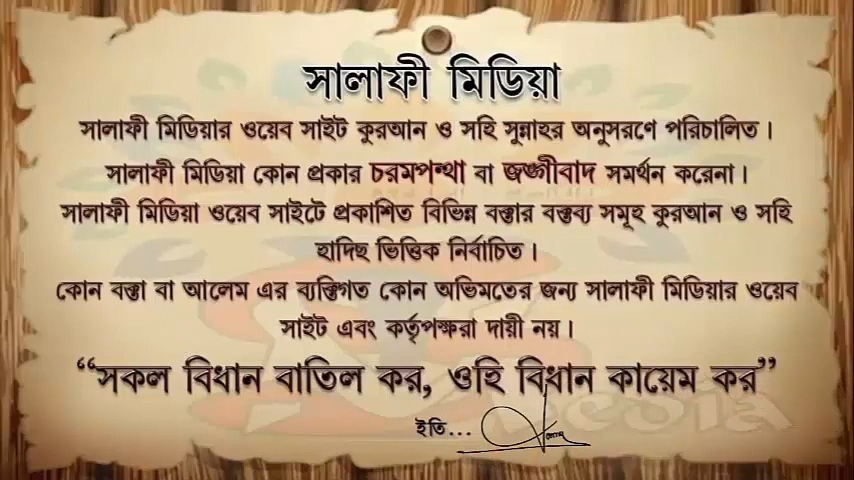 সালাফী মিডিয়া
সালাফী মিডিয়ার ওয়েব সাইট কুরআন ও সহি সুন্নাহর অনুসরণে পরিচালিত।
সালাফী মিডিয়া কোন প্রকার চরমপন্থা বা জঙ্গীবাদ সমর্থন করেনা।
সালাফী মিডিয়া ওয়েব সাইটে প্রকাশিত বিভিন্ন বক্তার বক্তব্য সমূহ কুরআন ও সহি
হাদিছ ভিত্তিক নির্বাচিত।
কোন বক্তা বা আলেম এর ব্যক্তিগত কোন অভিমতের জন্য সালাফী মিডিয়ার ওয়েব
সাইট এবং কর্তৃপক্ষরা দায়ী নয়।
“সকল বিধান বাতিল কর, ওহি বিধান কায়েম কর”
ইতি...